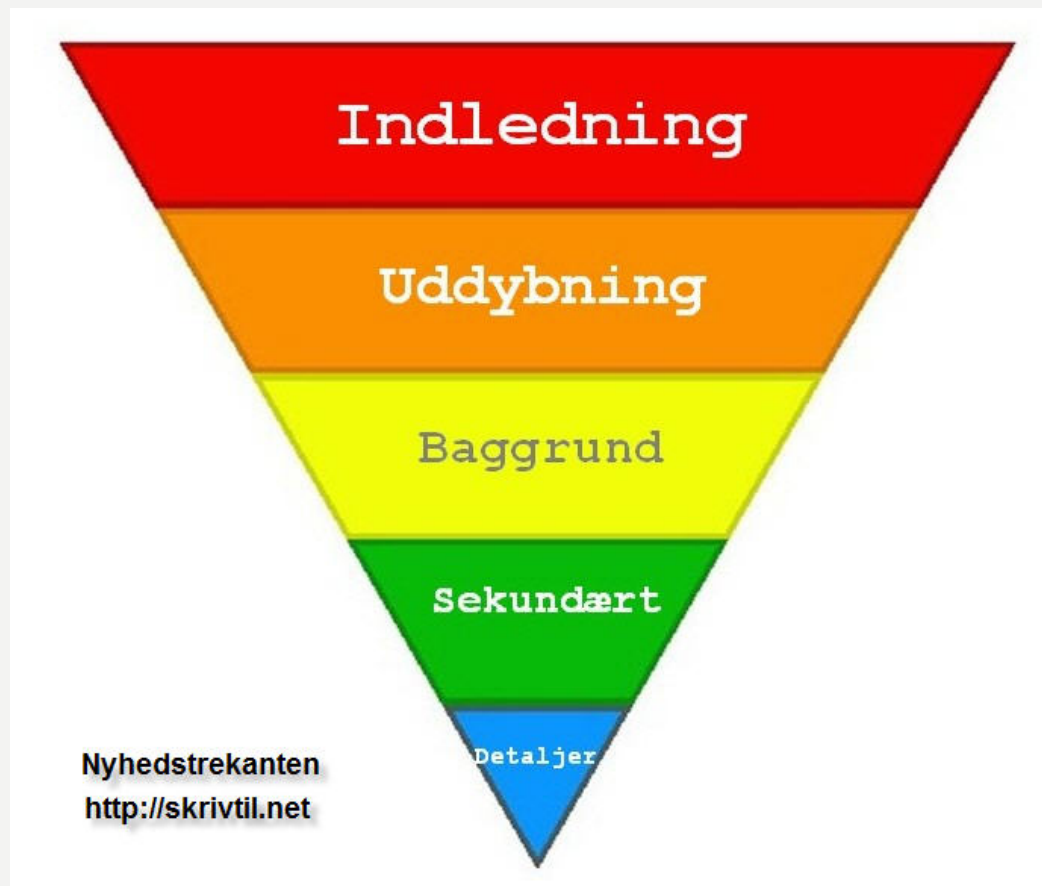 Indledning
Uddybning
Baggrund
Sekundært
Detaljer
Nyhedstrekanten
http://skrivtil.net